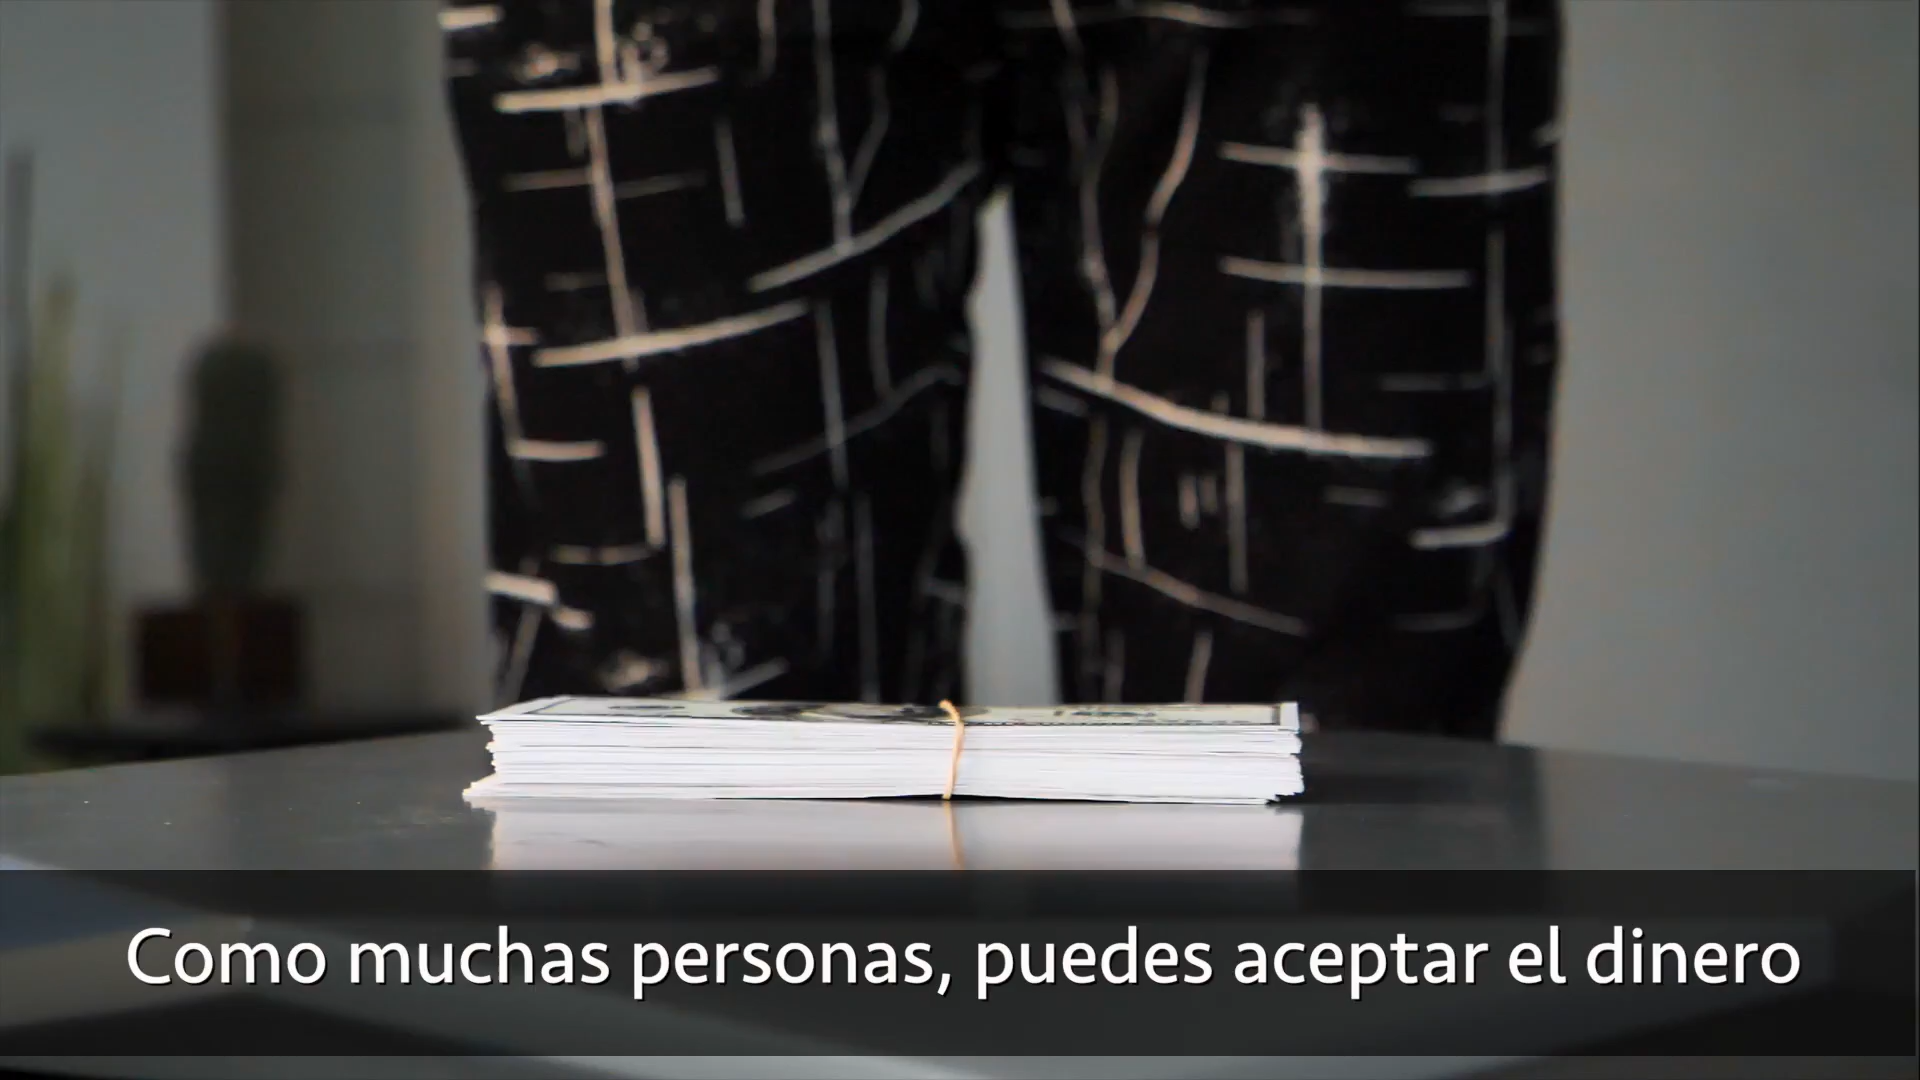 Como muchas personas, puedes aceptar el dinero